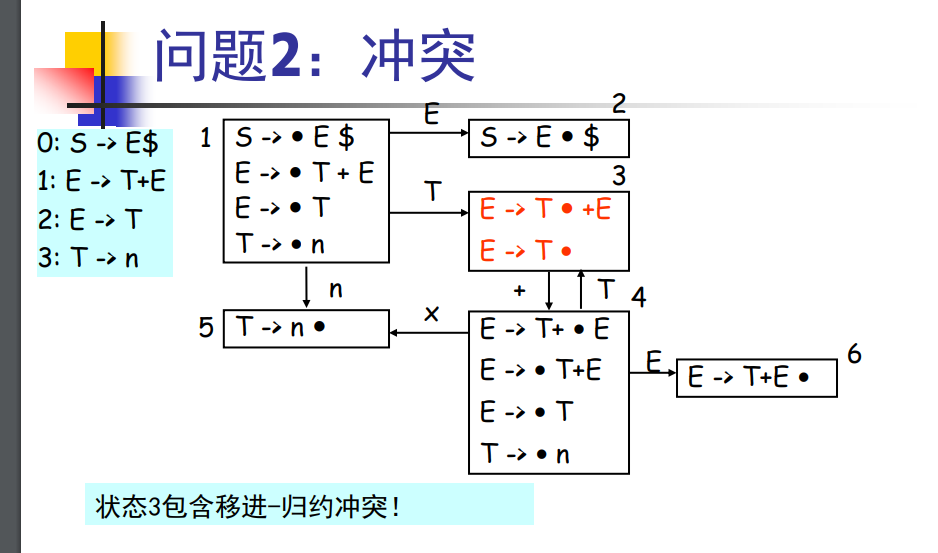 问题2：冲突
0: S -> E$
1: E -> T+E
2: E -> T
3: T -> n
1
S -> • E $
E -> • T + E
E -> • T
T -> • n
E
2
S -> E • $
T
3
E -> T • +E
E -> T •
n
+
T
4
5
T -> n •
x
E -> T+ • E
E -> • T+E
E -> • T
T -> • n
E
6
E -> T+E •
状态3包含移进-归约冲突！